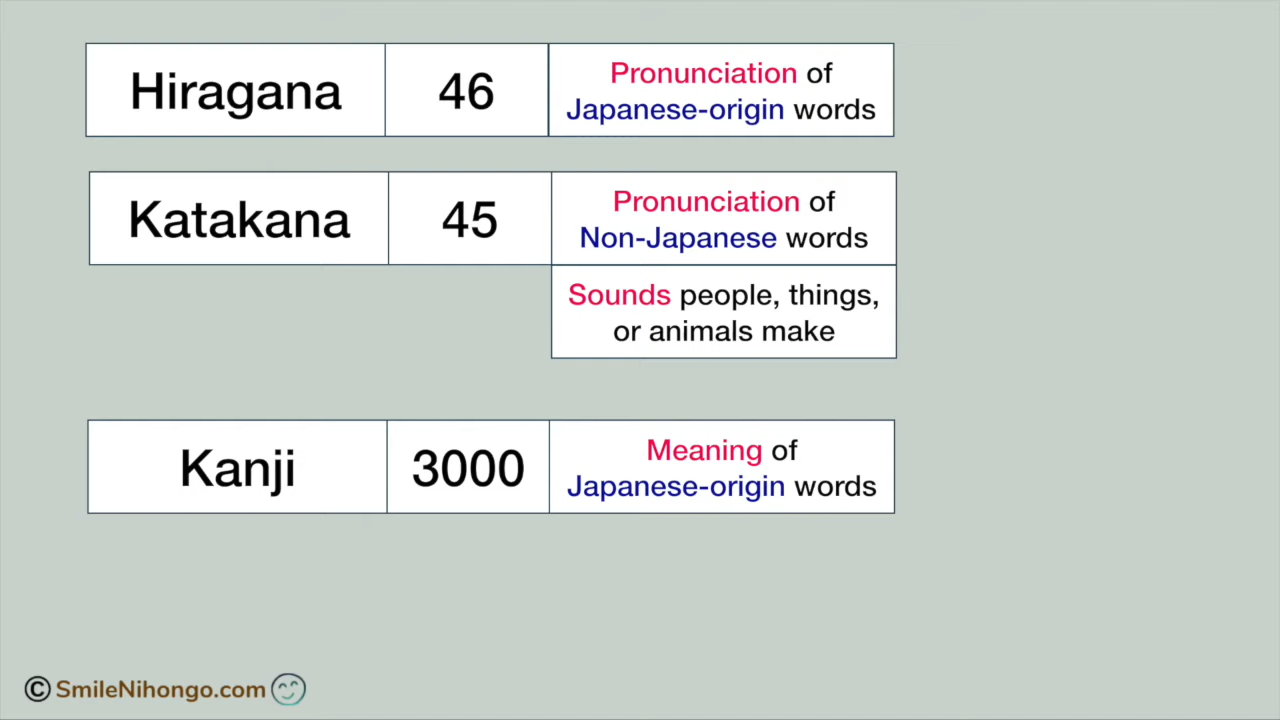 Hiragana
46
Pronunciation of
Japanese-origin words
Katakana
45
Pronunciation of
Non-Japanese words
Sounds people, things,
or animals make
Kanji
3000
Meaning of
Japanese-origin words
© SmileNihongo.com